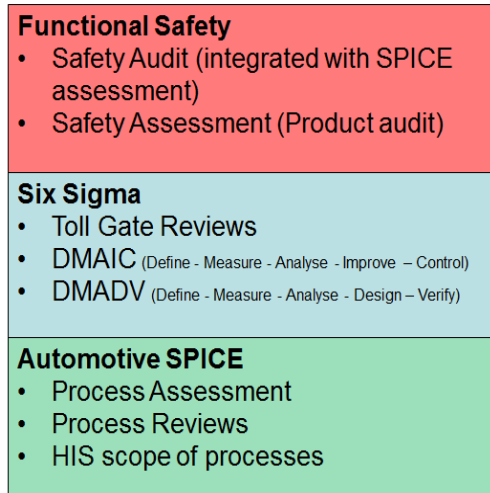 Functional Safety
• Safety Audit (integrated with SPICE
assessment)
• Safety Assessment (Product audit)
Six Sigma
• Toll Gate Reviews
• DMAIC (Define - Measure - Analyse - Improve – Control)
• DMADV (Define - Measure - Analyse - Design – Verify)
Automotive SPICE
• Process Assessment
• Process Reviews
• HIS scope of processes